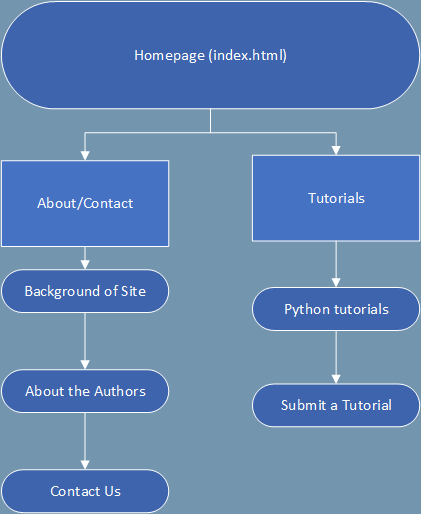 Homepage (index.html)
About/Contact
Tutorials
Background of Site
Python tutorials
About the Authors
Submit a Tutorial
Contact Us